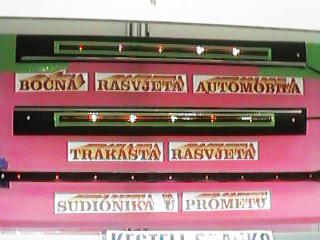 BOČNA RASVJETA AUTOMOBILA
TRAKASTA RASVJETA
SUDIONIKA U PROMETU